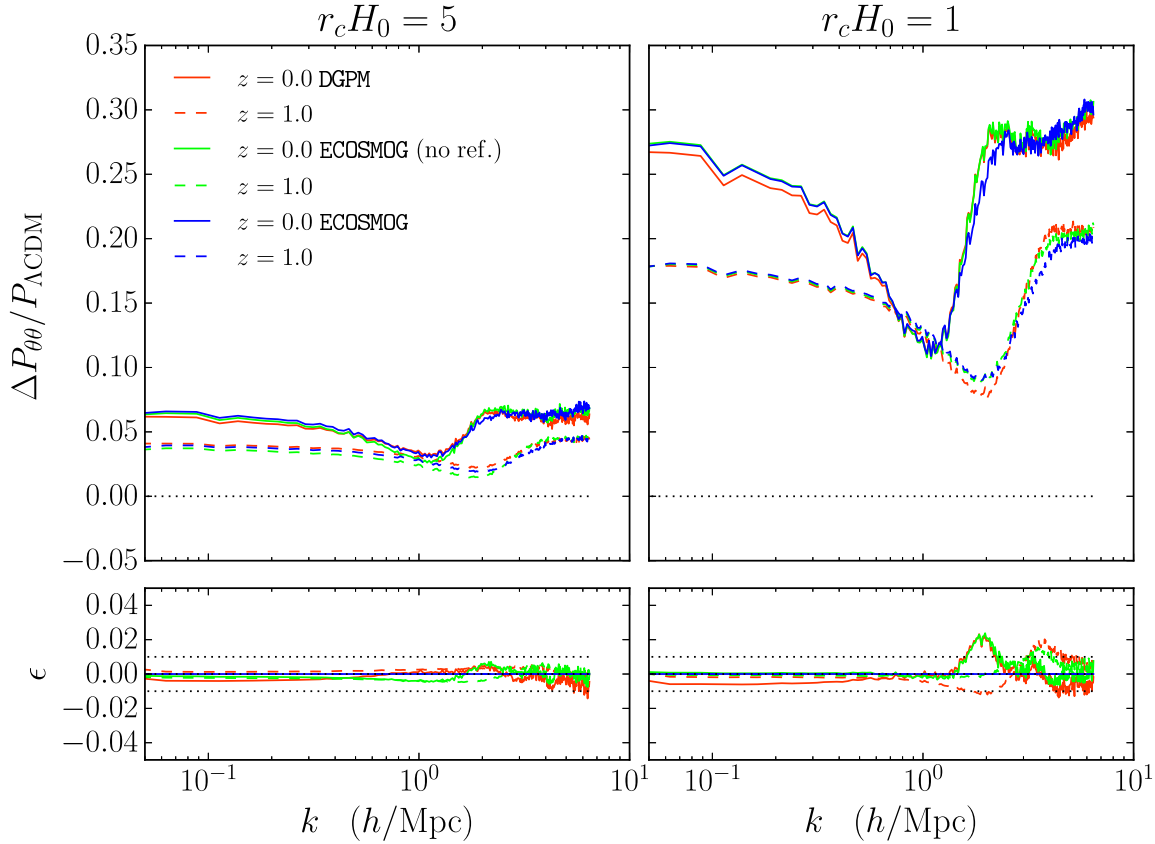 r_cH_0 = 5
r_cH_0 = 1
0.35
0.30
0.25
0.20
0.15
0.10
0.05
0.00
−0.05
ΔP_θθ/P_ΛCDM
z = 0.0 DGPM
z = 1.0
z = 0.0 ECOSMOG (no ref.)
z = 1.0
z = 0.0 ECOSMOG
z = 1.0
0.04
0.02
0.00
−0.02
−0.04
ϵ
10^−1 10^0 10^1
10^−1 10^0 10^1
k (h/Mpc)
k (h/Mpc)